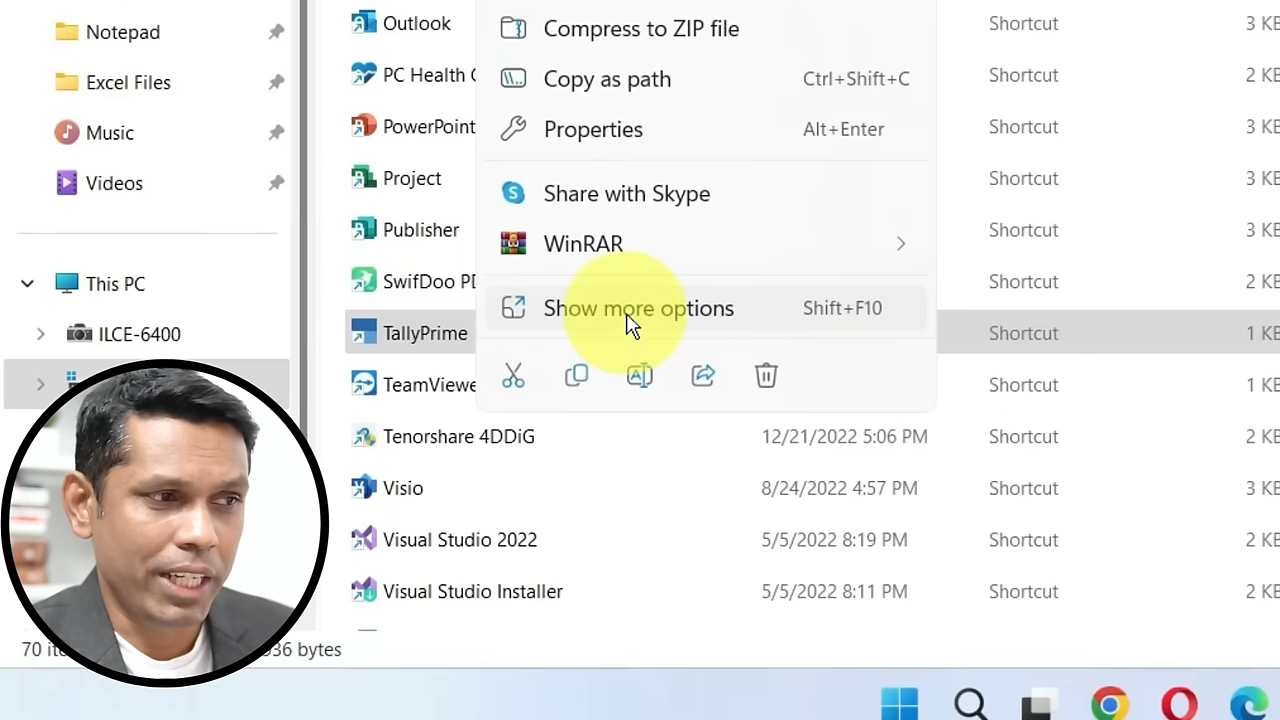 Notepad
Excel Files
Music
Videos
This PC
ILCE-6400
70
936 bytes
Outlook Shortcut 3 KB
PC Health Shortcut 2 KB
PowerPoint Shortcut 3 KB
Project Shortcut 3 KB
Publisher Shortcut 3 KB
SwifDoo Shortcut 2 KB
TallyPrime Shortcut 1 KB
Shortcut 1 KB
Tenorshare 4DDiG 12/21/2022 5:06 PM Shortcut 2 KB
Visio 8/24/2022 4:57 PM Shortcut 3 KB
Visual Studio 2022 5/5/2022 8:19 PM Shortcut 2 KB
Visual Studio Installer 5/5/2022 8:11 PM Shortcut 2 KB
Compress to ZIP file
Copy as path Ctrl+Shift+C
Properties Alt+Enter
Share with Skype
WinRAR
Show more options Shift+F10